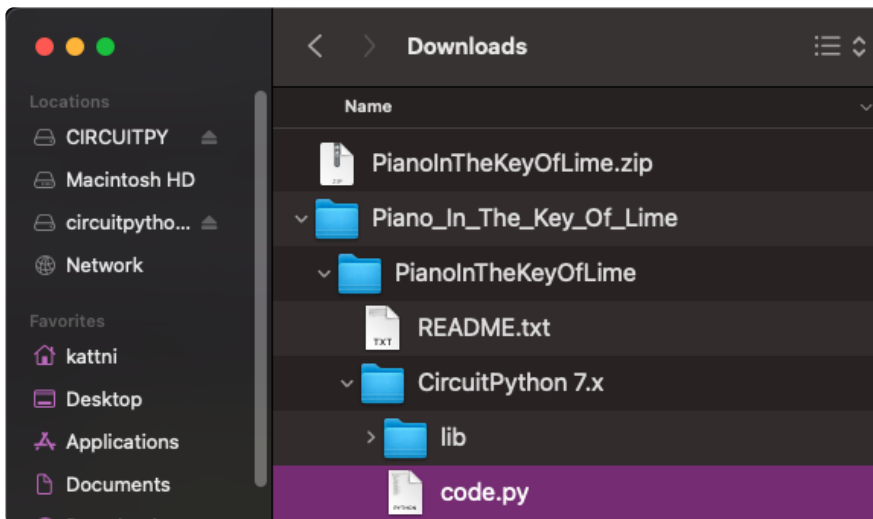 Downloads
Locations
CIRCUITPY
Macintosh HD
circuitpytho...
Network
Favorites
kattni
Desktop
Applications
Documents
Name
ZIP
PianoInTheKeyOfLime.zip
Piano_In_The_Key_Of_Lime
PianoInTheKeyOfLime
TXT
README.txt
CircuitPython 7.x
lib
PYTHON
code.py